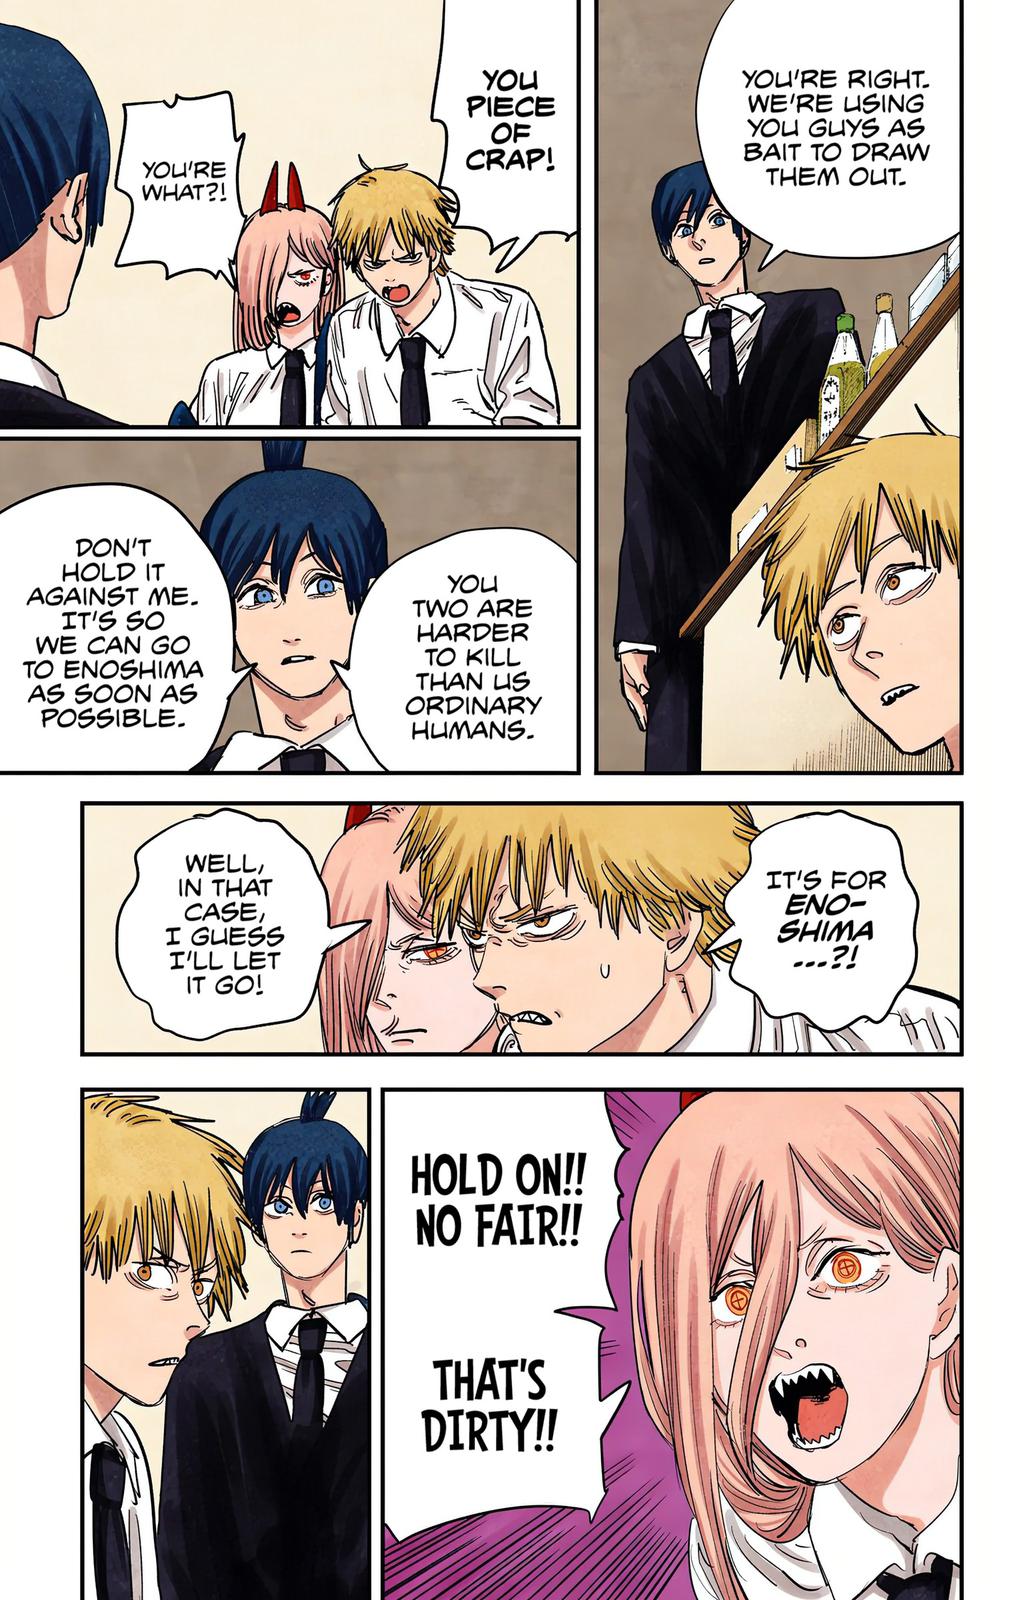 YOU'RE RIGHT.
WE'RE USING
YOU GUYS AS
BAIT TO DRAW
THEM OUT.
YOU
PIECE
OF
CRAP!
YOU'RE
WHAT?!
YOU
TWO ARE
HARDER
TO KILL
THAN US
ORDINARY
HUMANS.
DON'T
HOLD IT
AGAINST ME.
IT'S SO
WE CAN GO
TO ENOSHIMA
AS SOON AS
POSSIBLE.
IT'S FOR
ENO-
SHIMA
...?!
WELL,
IN THAT
CASE,
I GUESS
I'LL LET
IT GO!
HOLD ON!!
NO FAIR!!
THAT'S
DIRTY!!